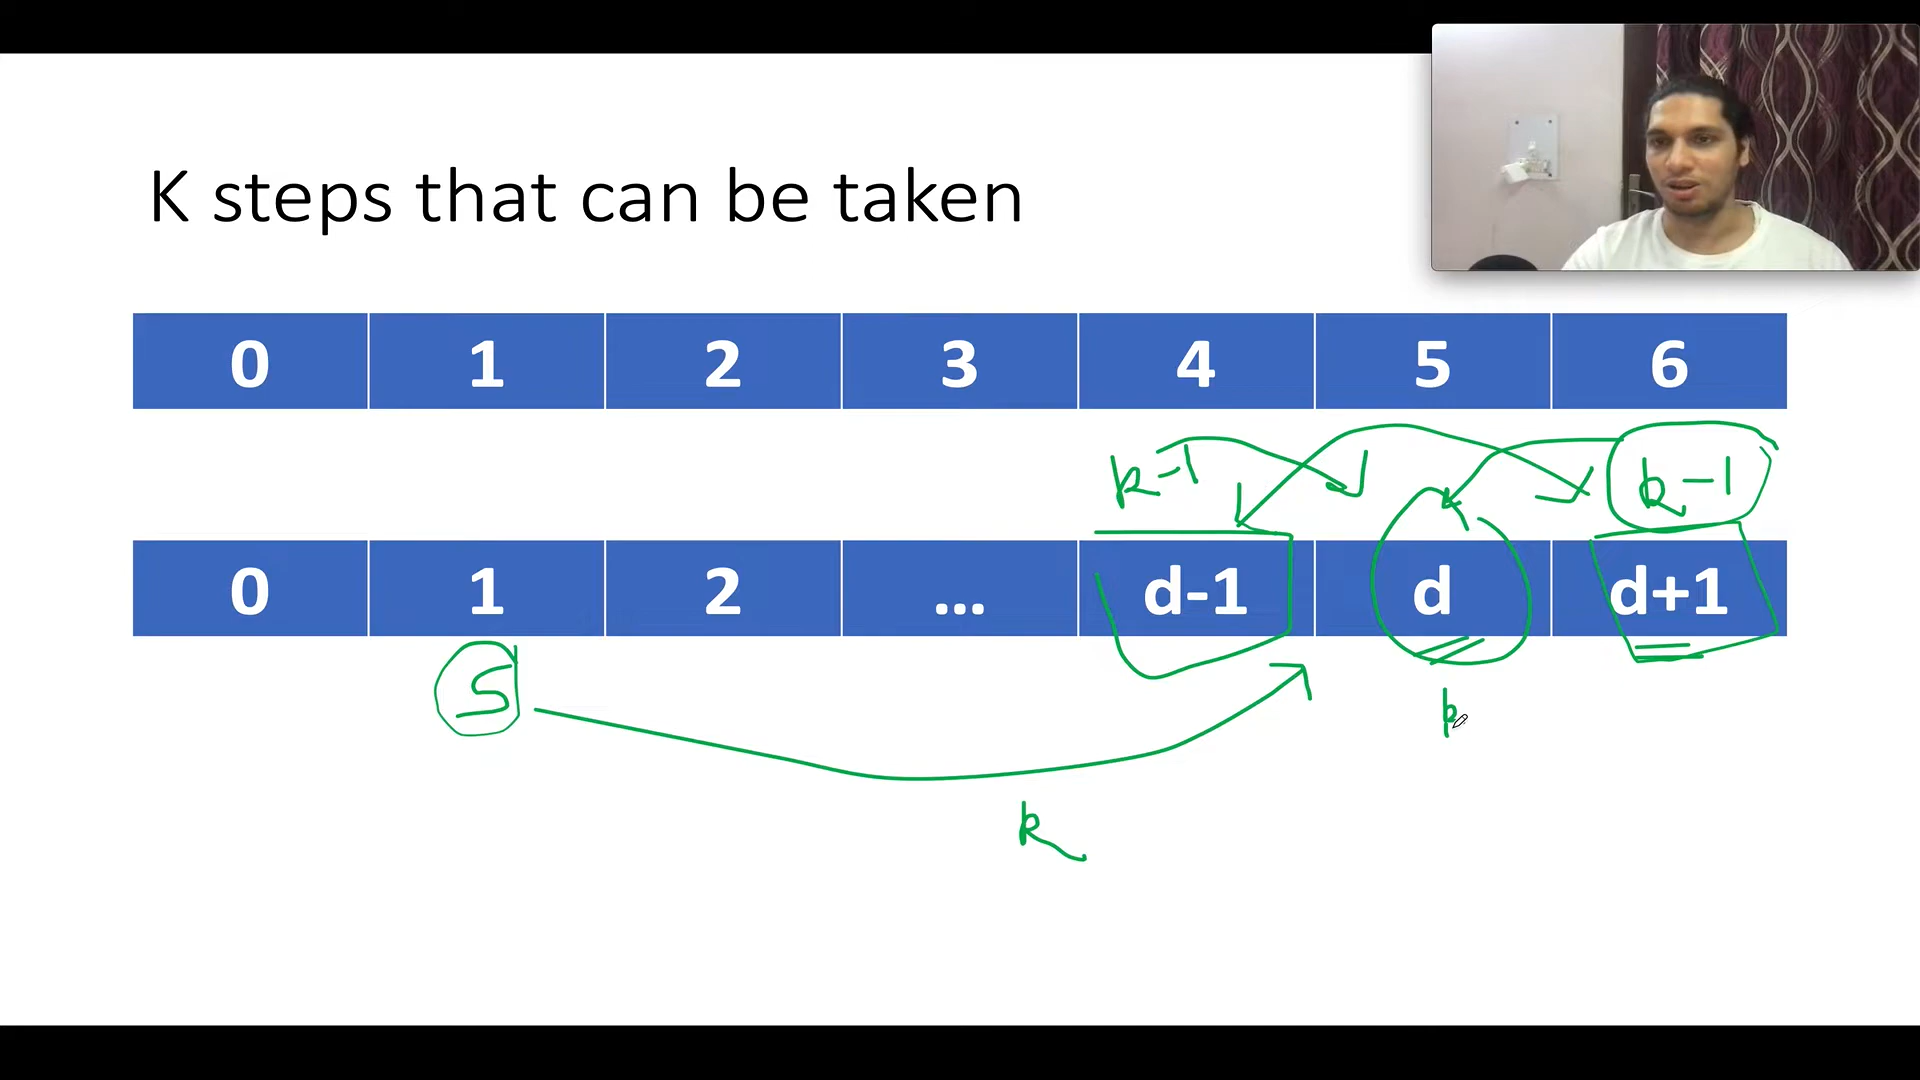 K steps that can be taken
0 1 2 3 4 5 6
k-1 k-1
0 1 2 ... d-1 d d+1
S
k
k